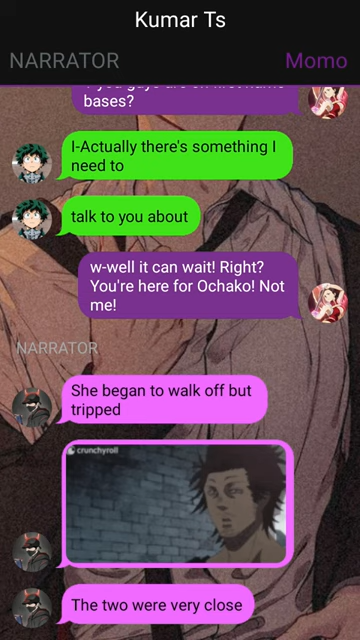 Kumar Ts
NARRATOR
Momo
bases?
I-Actually there's something I
need to
talk to you about
w-well it can wait! Right?
You're here for Ochako! Not
me!
NARRATOR
She began to walk off but
tripped
crunchyroll
The two were very close